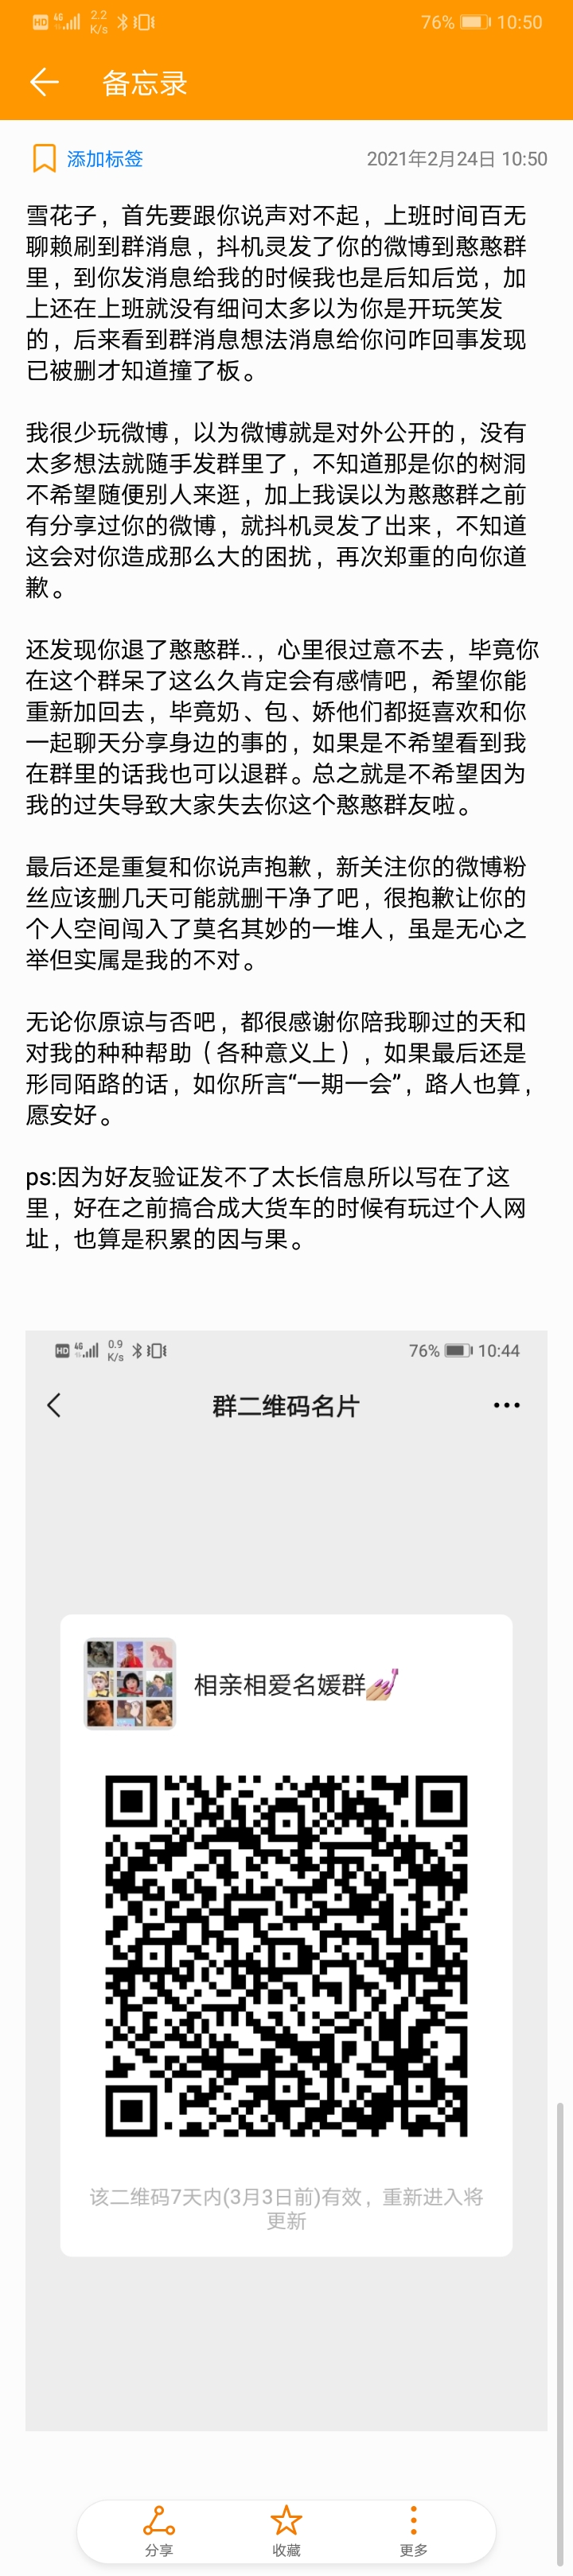 HD 4G 2.2 K/s 76% 10:50
备忘录
添加标签 2021年2月24日 10:50
雪花子，首先要跟你说声对不起，上班时间百无
聊赖刷到群消息，抖机灵发了你的微博到憨憨群
里，到你发消息给我的时候我也是后知后觉，加
上还在上班就没有细问太多以为你是开玩笑发
的，后来看到群消息想法消息给你问咋回事发现
已被删才知道撞了板。
我很少玩微博，以为微博就是对外公开的，没有
太多想法就随手发群里了，不知道那是你的树洞
不希望随便别人来逛，加上我误以为憨憨群之前
有分享过你的微博，就抖机灵发了出来，不知道
这会对你造成那么大的困扰，再次郑重的向你道
歉。
还发现你退了憨憨群..，心里很过意不去，毕竟你
在这个群呆了这么久肯定会有感情吧，希望你能
重新加回去，毕竟奶、包、娇他们都挺喜欢和你
一起聊天分享身边的事的，如果是不希望看到我
在群里的话我也可以退群。总之就是不希望因为
我的过失导致大家失去你这个憨憨群友啦。
最后还是重复和你说声抱歉，新关注你的微博粉
丝应该删几天可能就删干净了吧，很抱歉让你的
个人空间闯入了莫名其妙的一堆人，虽是无心之
举但实属是我的不对。
无论你原谅与否吧，都很感谢你陪我聊过的天和
对我的种种帮助（各种意义上），如果最后还是
形同陌路的话，如你所言“一期一会”，路人也算，
愿安好。
ps:因为好友验证发不了太长信息所以写在了这
里，好在之前搞合成大货车的时候有玩过个人网
址，也算是积累的因与果。
HD 4G 0.9 K/s 76% 10:44
群二维码名片
相亲相爱名媛群💅
该二维码7天内(3月3日前)有效，重新进入将
更新
分享 收藏 更多